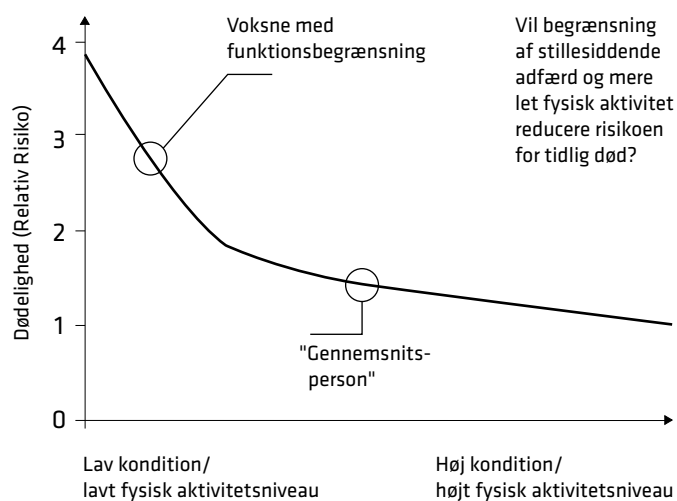 Voksne med
funktionsbegrænsning
Vil begrænsning
af stillesiddende
adfærd og mere
let fysisk aktivitet
reducere risikoen
for tidlig død?
Dødelighed (Relativ Risiko)
4
3
2
1
0
"Gennemsnits-
person"
Lav kondition/
lavt fysisk aktivitetsniveau
Høj kondition/
højt fysisk aktivitetsniveau